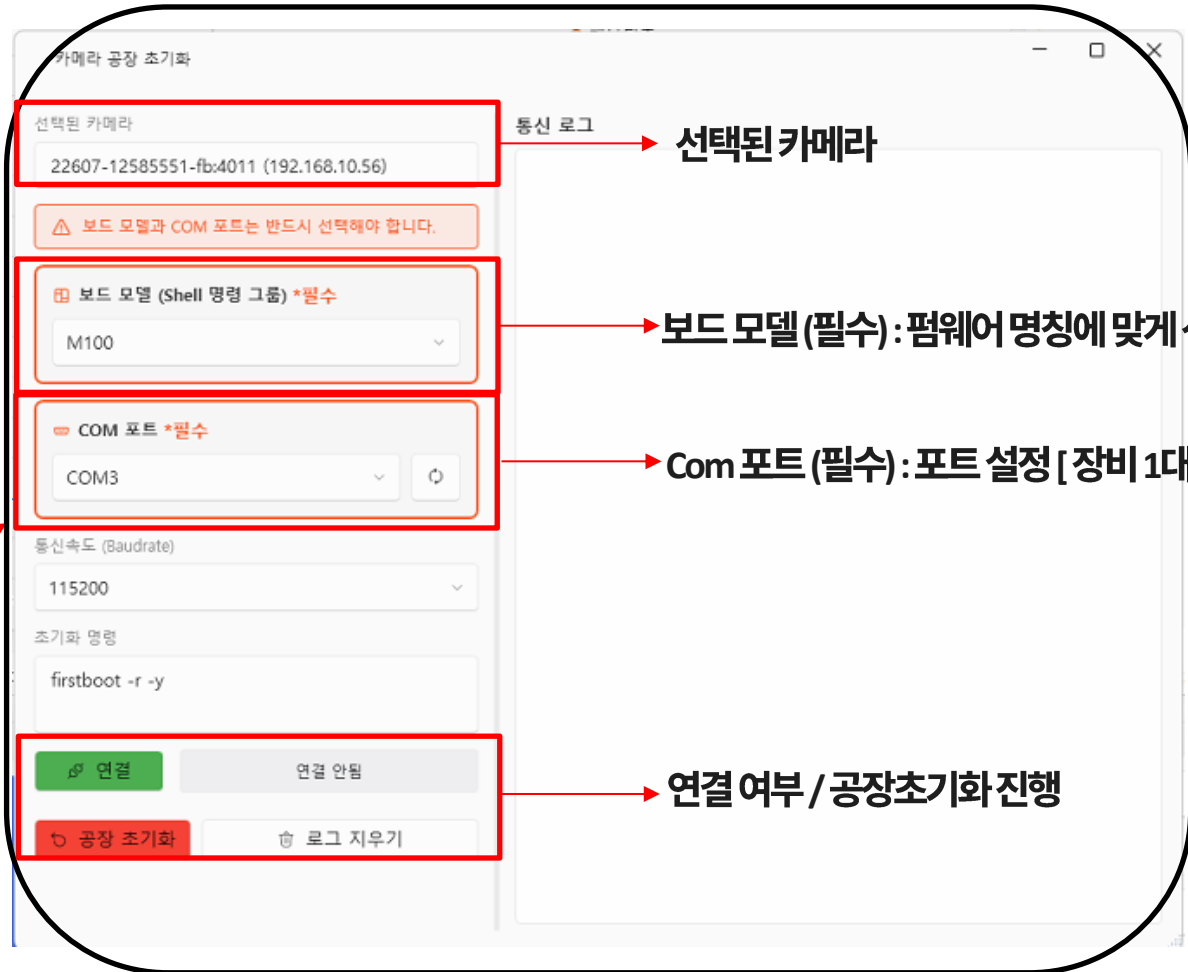 카메라 공장 초기화
선택된 카메라
22607-12585551-fb:4011 (192.168.10.56)
통신 로그
선택된 카메라
보드 모델과 COM 포트는 반드시 선택해야 합니다.
보드 모델 (Shell 명령 그룹) *필수
M100
보드 모델 (필수) : 펌웨어 명칭에 맞게
COM 포트 *필수
COM3
Com 포트 (필수) : 포트 설정 [ 장비 1대
통신속도 (Baudrate)
115200
초기화 명령
firstboot -r -y
연결
연결 안됨
연결 여부 / 공장초기화 진행
공장 초기화
로그 지우기